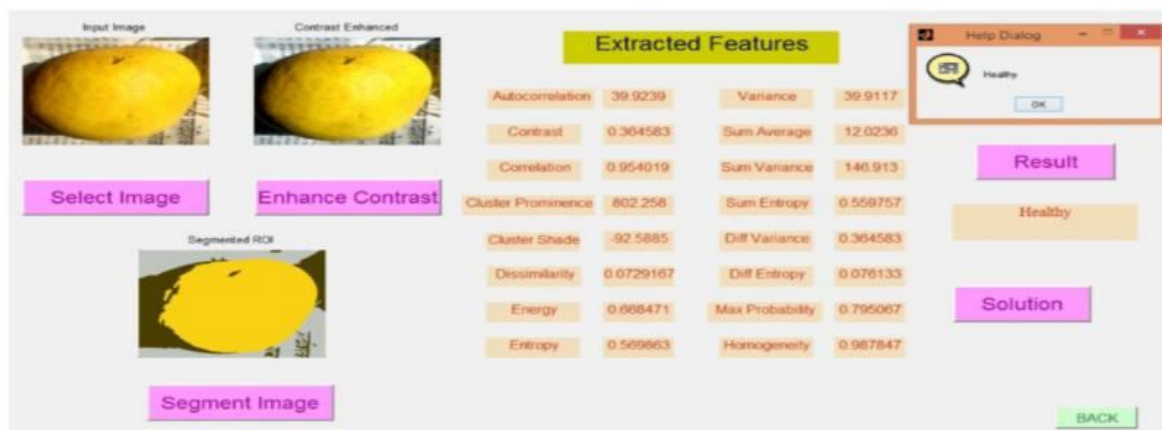 Input Image
Contrast Enhanced
Select Image
Enhance Contrast
Segmented ROI
Segment Image
Extracted Features
Autocorrelation 39.9239 Variance 39.9117
Contrast 0.364583 Sum Average 12.0236
Correlation 0.954019 Sum Variance 146.913
Cluster Prominence 802.258 Sum Entropy 0.559757
Cluster Shade -92.5885 Diff Variance 0.364583
Dissimilarity 0.0729167 Diff Entropy 0.076133
Energy 0.668471 Max Probability 0.795067
Entropy 0.569863 Homogeneity 0.987847
Help Dialog
Healthy
OK
Result
Healthy
Solution
BACK